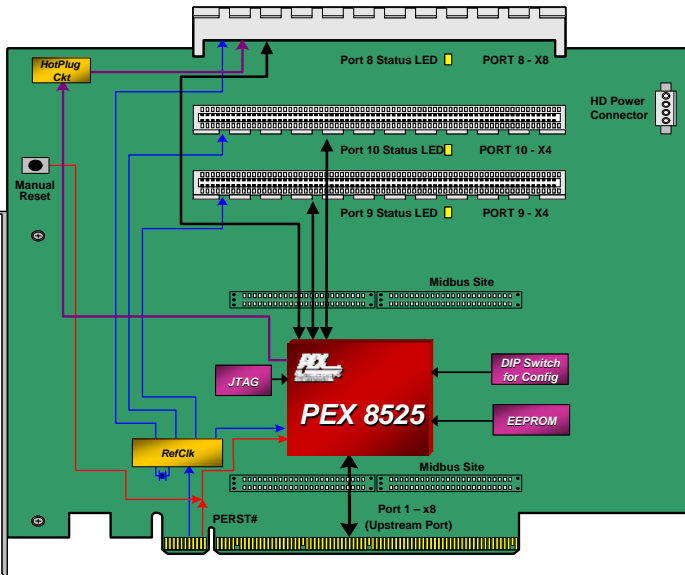 HotPlug
Ckt
Port 8 Status LED
PORT 8 - X8
HD Power
Connector
Port 10 Status LED
PORT 10 - X4
Manual
Reset
Port 9 Status LED
PORT 9 - X4
Midbus Site
PLX
JTAG
PEX 8525
DIP Switch
for Config
EEPROM
RefClk
Midbus Site
PERST#
Port 1 – x8
(Upstream Port)